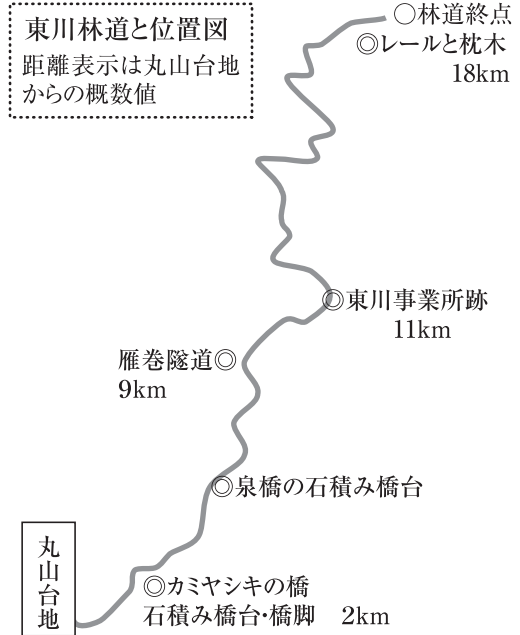 東川林道と位置図
距離表示は丸山台地
からの概数値
○林道終点
◎レールと枕木
18km
◎東川事業所跡
11km
雁巻隧道◎
9km
◎泉橋の石積み橋台
丸山台地
◎カミヤシキの橋
石積み橋台・橋脚 2km